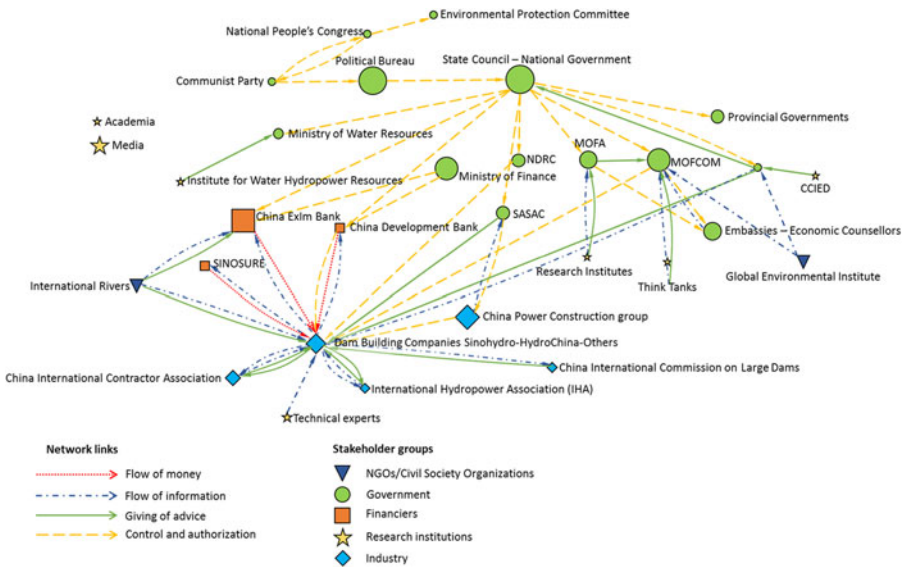 Environmental Protection Committee
National People's Congress
Political Bureau
State Council – National Government
Communist Party
Provincial Governments
Academia
Ministry of Water Resources
Media
MOFA
NDRC
MOFCOM
Ministry of Finance
CCIED
Institute for Water Hydropower Resources
SASAC
China ExIm Bank
China Development Bank
Embassies – Economic Counsellors
SINOSURE
Research Institutes
Global Environmental Institute
International Rivers
Think Tanks
China Power Construction group
Dam Building Companies Sinohydro-HydroChina-Others
China International Commission on Large Dams
China International Contractor Association
International Hydropower Association (IHA)
Technical experts
Network links
Stakeholder groups
Flow of money
NGOs/Civil Society Organizations
Flow of information
Government
Giving of advice
Financiers
Control and authorization
Research institutions
Industry